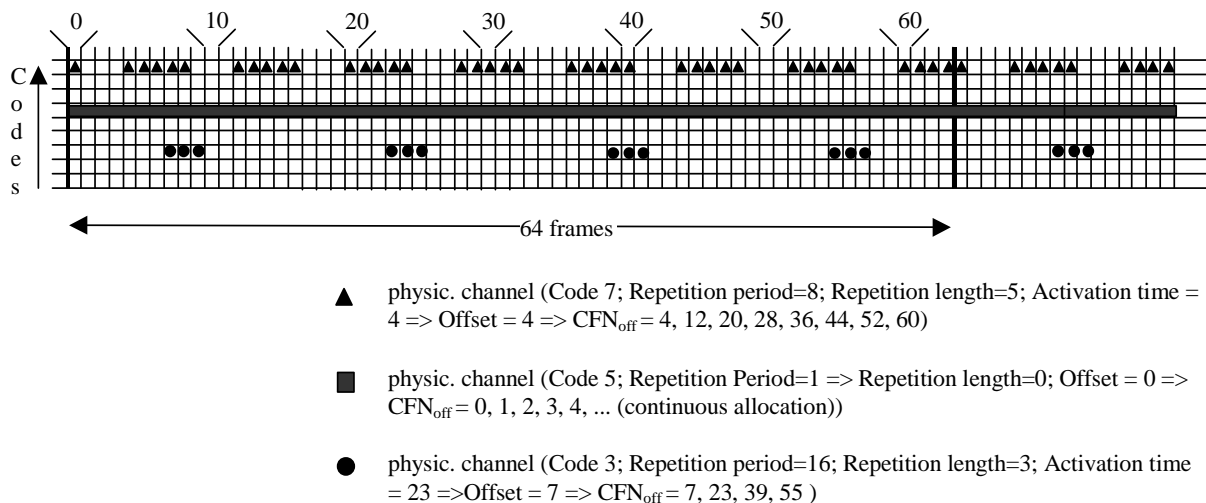 0 10 20 30 40 50 60
C
o
d
e
s
64 frames
physic. channel (Code 7; Repetition period=8; Repetition length=5; Activation time =
4 => Offset = 4 => CFNoff = 4, 12, 20, 28, 36, 44, 52, 60)
physic. channel (Code 5; Repetition Period=1 => Repetition length=0; Offset = 0 =>
CFNoff = 0, 1, 2, 3, 4, ... (continuous allocation))
physic. channel (Code 3; Repetition period=16; Repetition length=3; Activation time
= 23 =>Offset = 7 => CFNoff = 7, 23, 39, 55 )